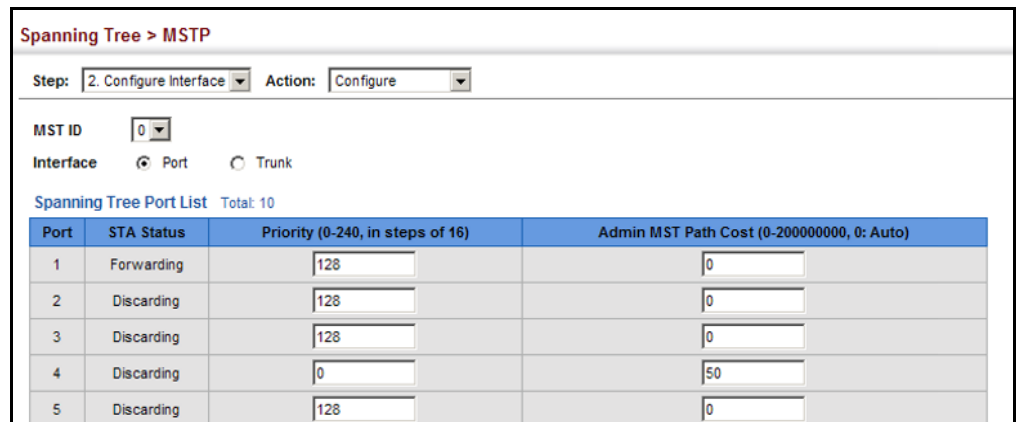 Spanning Tree > MSTP
Step: 2. Configure Interface Action: Configure
MST ID 0
Interface Port Trunk
Spanning Tree Port List Total: 10
Port STA Status Priority (0-240, in steps of 16) Admin MST Path Cost (0-200000000, 0: Auto)
1 Forwarding 128 0
2 Discarding 128 0
3 Discarding 128 0
4 Discarding 0 50
5 Discarding 128 0